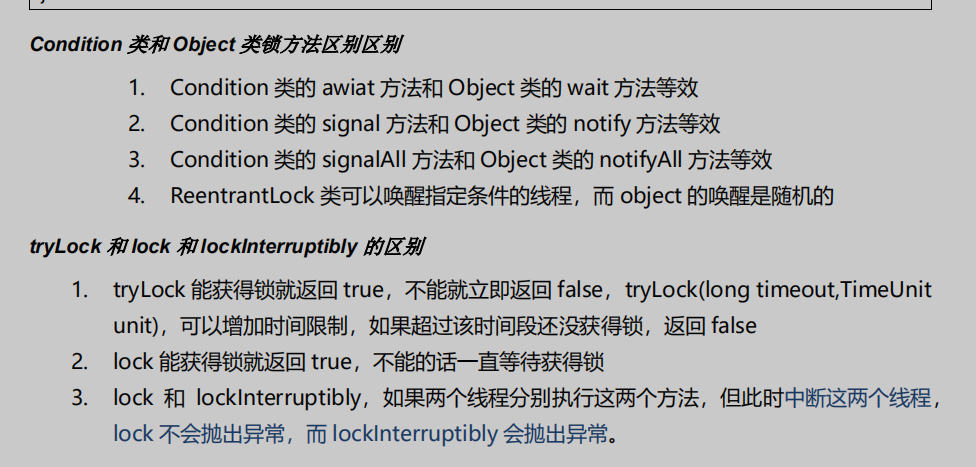 Condition 类和 Object 类锁方法区别区别
1. Condition 类的 awiat 方法和 Object 类的 wait 方法等效
2. Condition 类的 signal 方法和 Object 类的 notify 方法等效
3. Condition 类的 signalAll 方法和 Object 类的 notifyAll 方法等效
4. ReentrantLock 类可以唤醒指定条件的线程，而 object 的唤醒是随机的
tryLock 和 lock 和 lockInterruptibly 的区别
1. tryLock 能获得锁就返回 true，不能就立即返回 false，tryLock(long timeout,TimeUnit
unit)，可以增加时间限制，如果超过该时间段还没获得锁，返回 false
2. lock 能获得锁就返回 true，不能的话一直等待获得锁
3. lock 和 lockInterruptibly，如果两个线程分别执行这两个方法，但此时中断这两个线程，
lock 不会抛出异常，而 lockInterruptibly 会抛出异常。